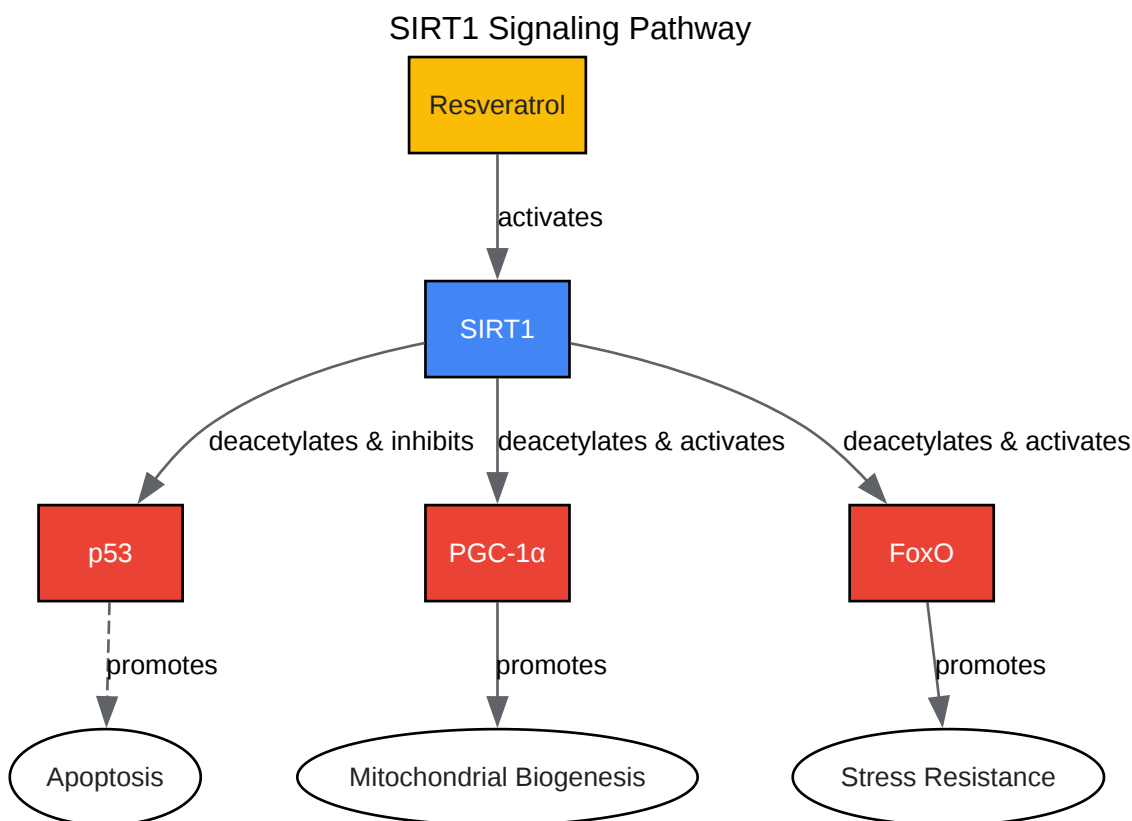 SIRT1 Signaling Pathway
Resveratrol
activates
SIRT1
deacetylates & inhibits
deacetylates & activates
deacetylates & activates
p53
PGC-1α
FoxO
promotes
promotes
promotes
Apoptosis
Mitochondrial Biogenesis
Stress Resistance